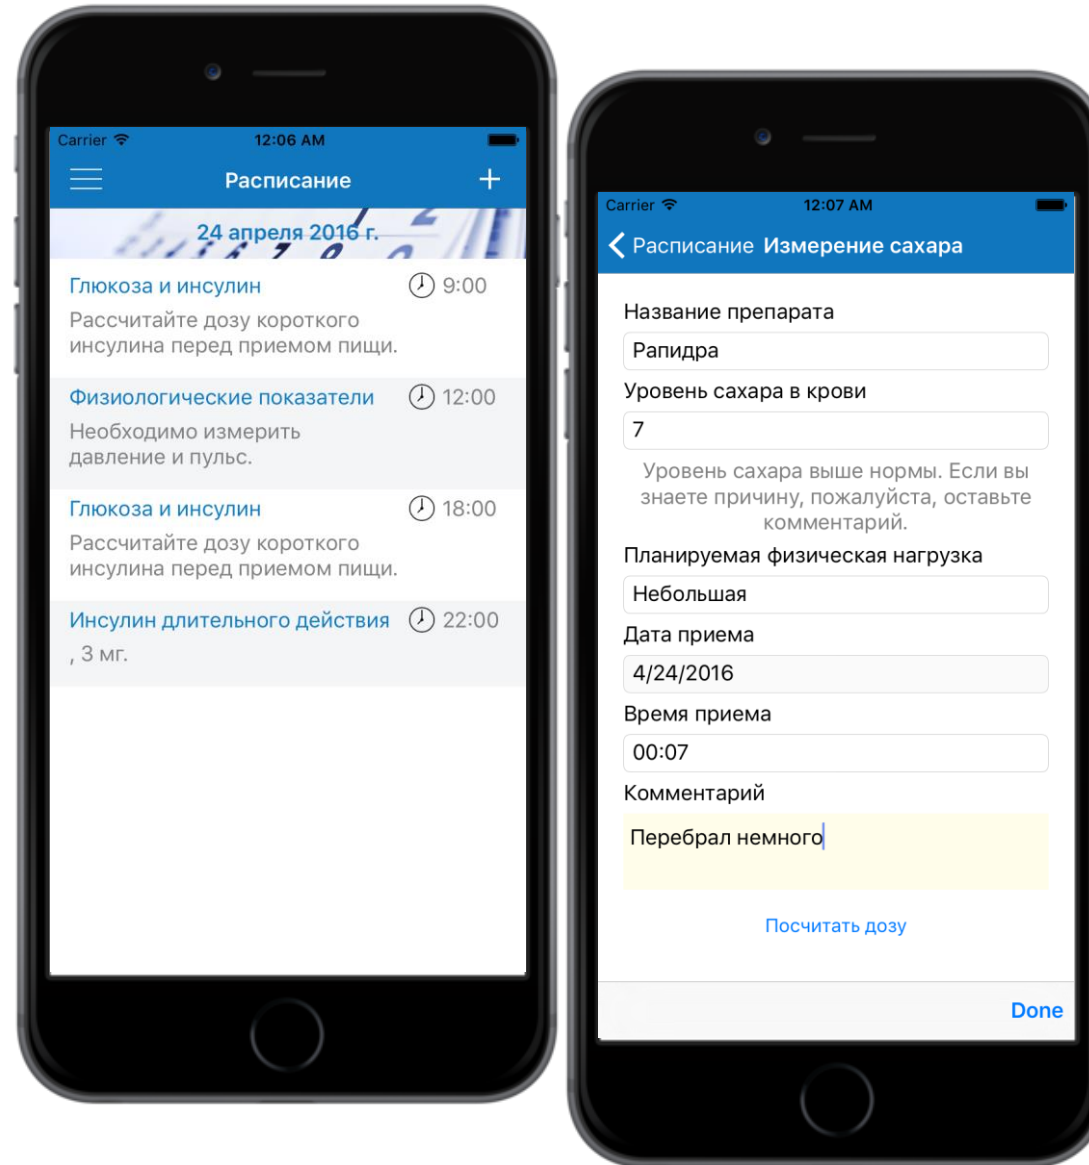 Carrier
12:06 AM
Расписание +
24 апреля 2016 г.
Глюкоза и инсулин 9:00
Рассчитайте дозу короткого
инсулина перед приемом пищи.
Физиологические показатели 12:00
Необходимо измерить
давление и пульс.
Глюкоза и инсулин 18:00
Рассчитайте дозу короткого
инсулина перед приемом пищи.
Инсулин длительного действия 22:00
, 3 мг.
Carrier
12:07 AM
Расписание Измерение сахара
Название препарата
Рапидра
Уровень сахара в крови
7
Уровень сахара выше нормы. Если вы
знаете причину, пожалуйста, оставьте
комментарий.
Планируемая физическая нагрузка
Небольшая
Дата приема
4/24/2016
Время приема
00:07
Комментарий
Перебрал немного
Посчитать дозу
Done